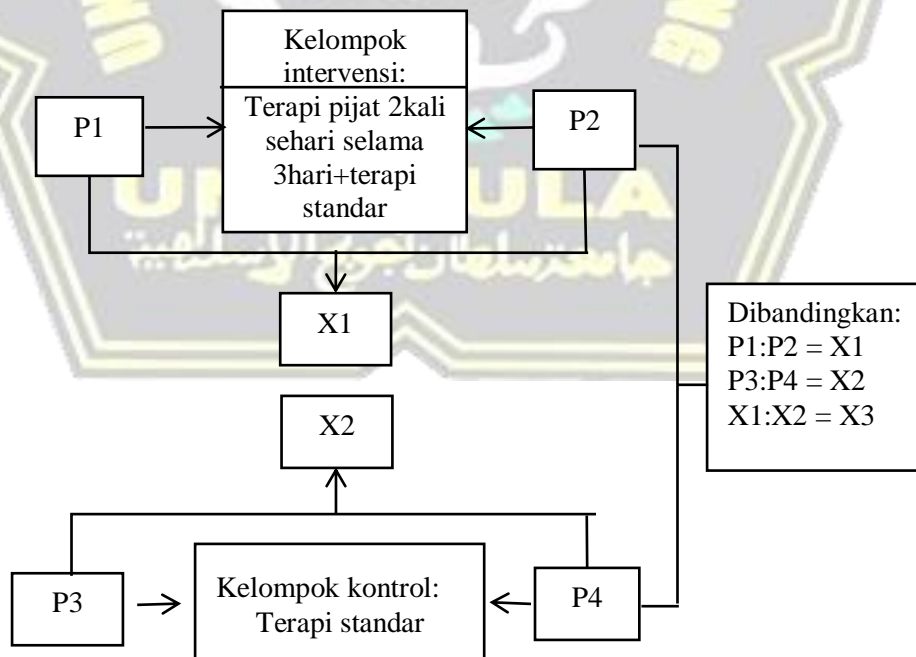 Kelompok
intervensi:
Terapi pijat 2kali
sehari selama
3hari+terapi
standar
P1
P2
X1
Dibandingkan:
P1:P2 = X1
P3:P4 = X2
X1:X2 = X3
X2
P3
Kelompok kontrol:
Terapi standar
P4